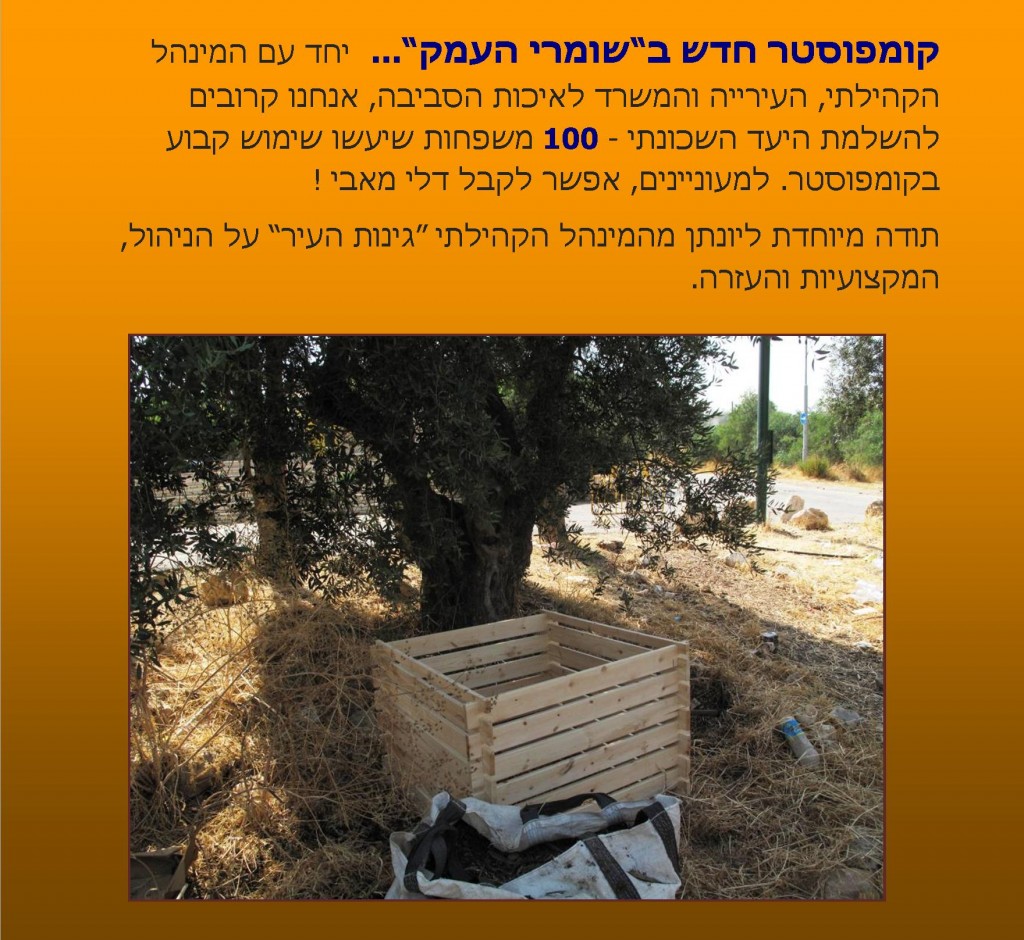 קומפוסטר חדש ב“שומרי העמק“... יחד עם המינהל
הקהילתי, העירייה והמשרד לאיכות הסביבה, אנחנו קרובים
להשלמת היעד השכונתי - 100 משפחות שיעשו שימוש קבוע
בקומפוסטר. למעוניינים, אפשר לקבל דלי מאבי !
תודה מיוחדת ליונתן מהמינהל הקהילתי ”גינות העיר“ על הניהול,
המקצועיות והעזרה.